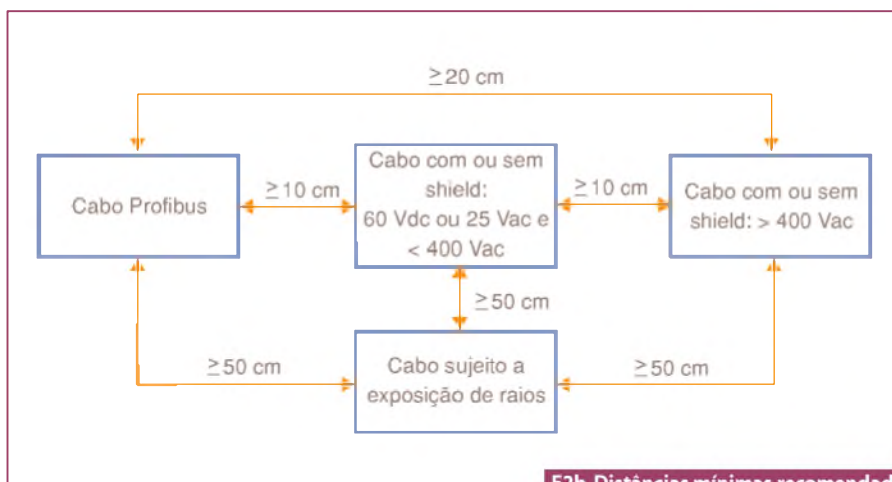 ≥20 cm
Cabo Profibus
≥10 cm
Cabo com ou sem
shield:
60 Vdc ou 25 Vac e
< 400 Vac
≥10 cm
Cabo com ou sem
shield: > 400 Vac
≥50 cm
≥50 cm
Cabo sujeito a
exposição de raios
≥50 cm
Distâncias mínimas